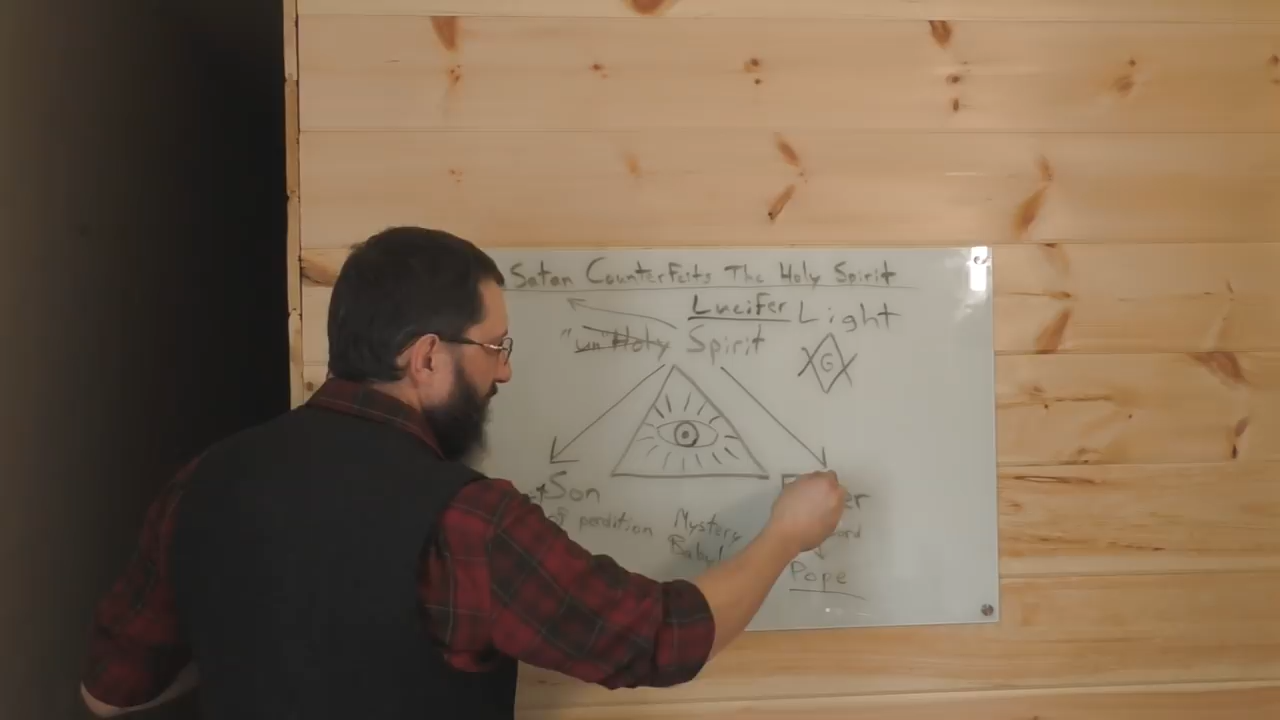 Satan Counterfeits The Holy Spirit
Lucifer Light
"un" Holy Spirit
G
Son
of perdition
Mystery
Pope